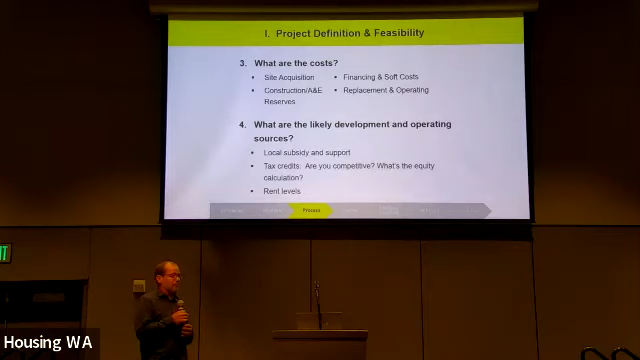 I. Project Definition & Feasibility
3. What are the costs?
• Site Acquisition
• Financing & Soft Costs
• Construction/A&E
• Replacement & Operating
Reserves
4. What are the likely development and operating
sources?
• Local subsidy and support
• Tax credits: Are you competitive? What's the equity
calculation?
• Rent levels
Process
Housing WA